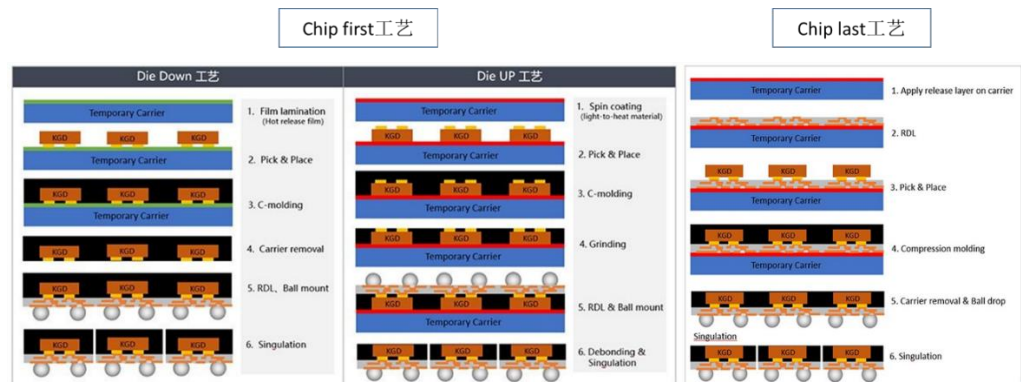 Chip first工艺
Chip last工艺
Die Down 工艺
Temporary Carrier
1. Film lamination
(Hot release film)
KGD KGD KGD
Temporary Carrier
2. Pick & Place
KGD KGD KGD
Temporary Carrier
3. C-molding
KGD KGD KGD
4. Carrier removal
KGD KGD KGD
5. RDL、Ball mount
KGD KGD KGD
6. Singulation
Die UP 工艺
Temporary Carrier
1. Spin coating
(light-to-heat material)
KGD KGD KGD
Temporary Carrier
2. Pick & Place
KGD KGD KGD
Temporary Carrier
3. C-molding
KGD KGD KGD
Temporary Carrier
4. Grinding
KGD KGD KGD
Temporary Carrier
5. RDL & Ball mount
KGD KGD KGD
6. Debonding &
Singulation
Temporary Carrier
1. Apply release layer on carrier
Temporary Carrier
2. RDL
KGD KGD KGD
Temporary Carrier
3. Pick & Place
KGD KGD KGD
Temporary Carrier
4. Compression molding
KGD KGD KGD
5. Carrier removal & Ball drop
Singulation
KGD KGD KGD
6. Singulation